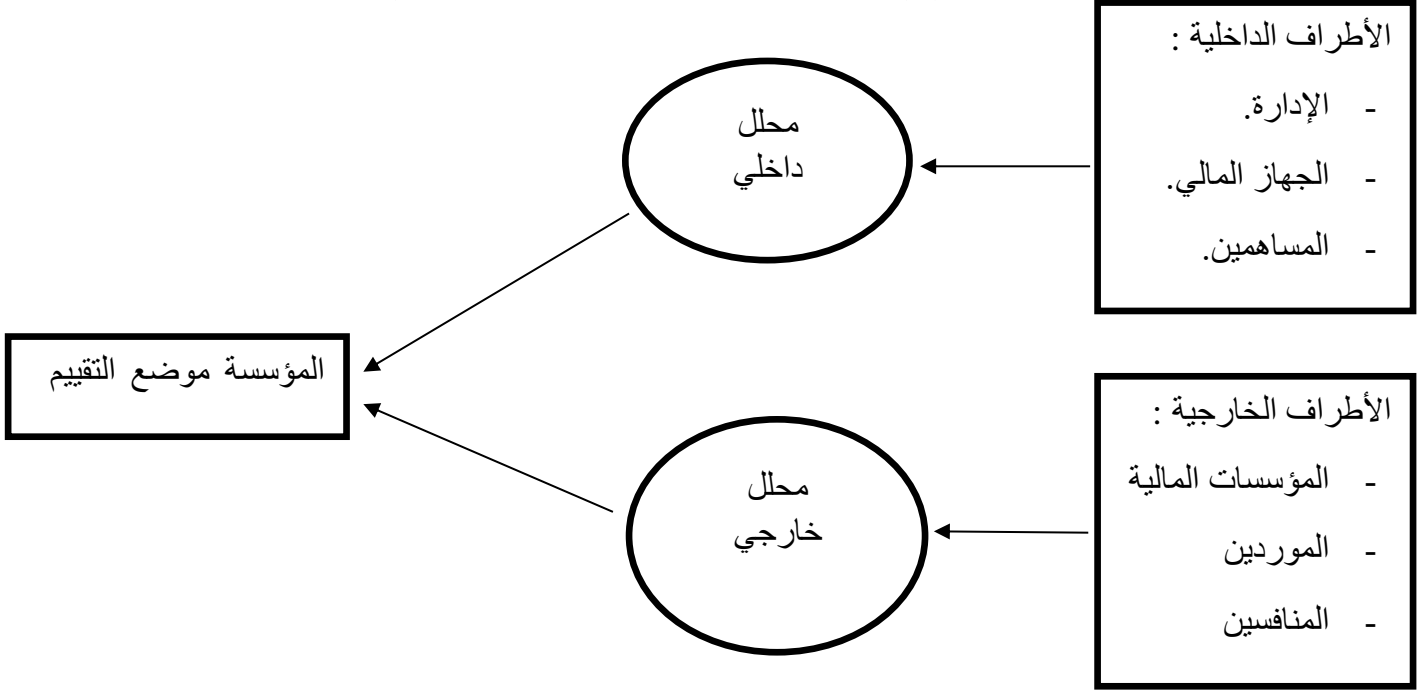 الأطراف الداخلية :
- الإدارة.
- الجهاز المالي.
- المساهمين.
محلل
داخلي
المؤسسة موضع التقييم
الأطراف الخارجية :
- المؤسسات المالية
- الموردين
- المنافسين
محلل
خارجي